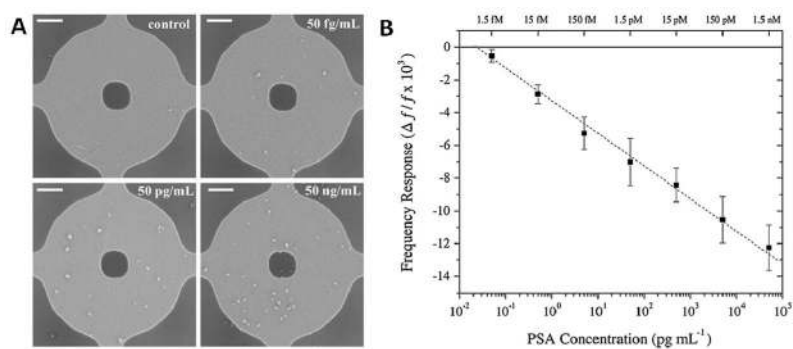 A
control
50 fg/mL
50 pg/mL
50 ng/mL
B
1.5 fM 15 fM 150 fM 1.5 pM 15 pM 150 pM 1.5 nM
0
-2
-4
-6
-8
-10
-12
-14
Frequency Response (Δf / f x 10³)
10⁻² 10⁻¹ 10⁰ 10¹ 10² 10³ 10⁴ 10⁵
PSA Concentration (pg mL⁻¹)